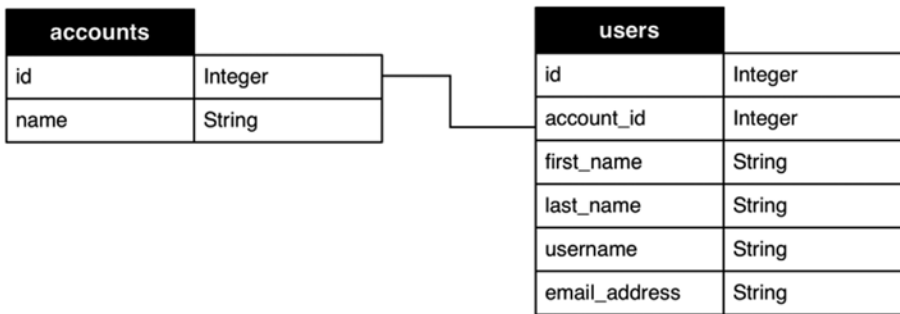 accounts
id Integer
name String
users
id Integer
account_id Integer
first_name String
last_name String
username String
email_address String